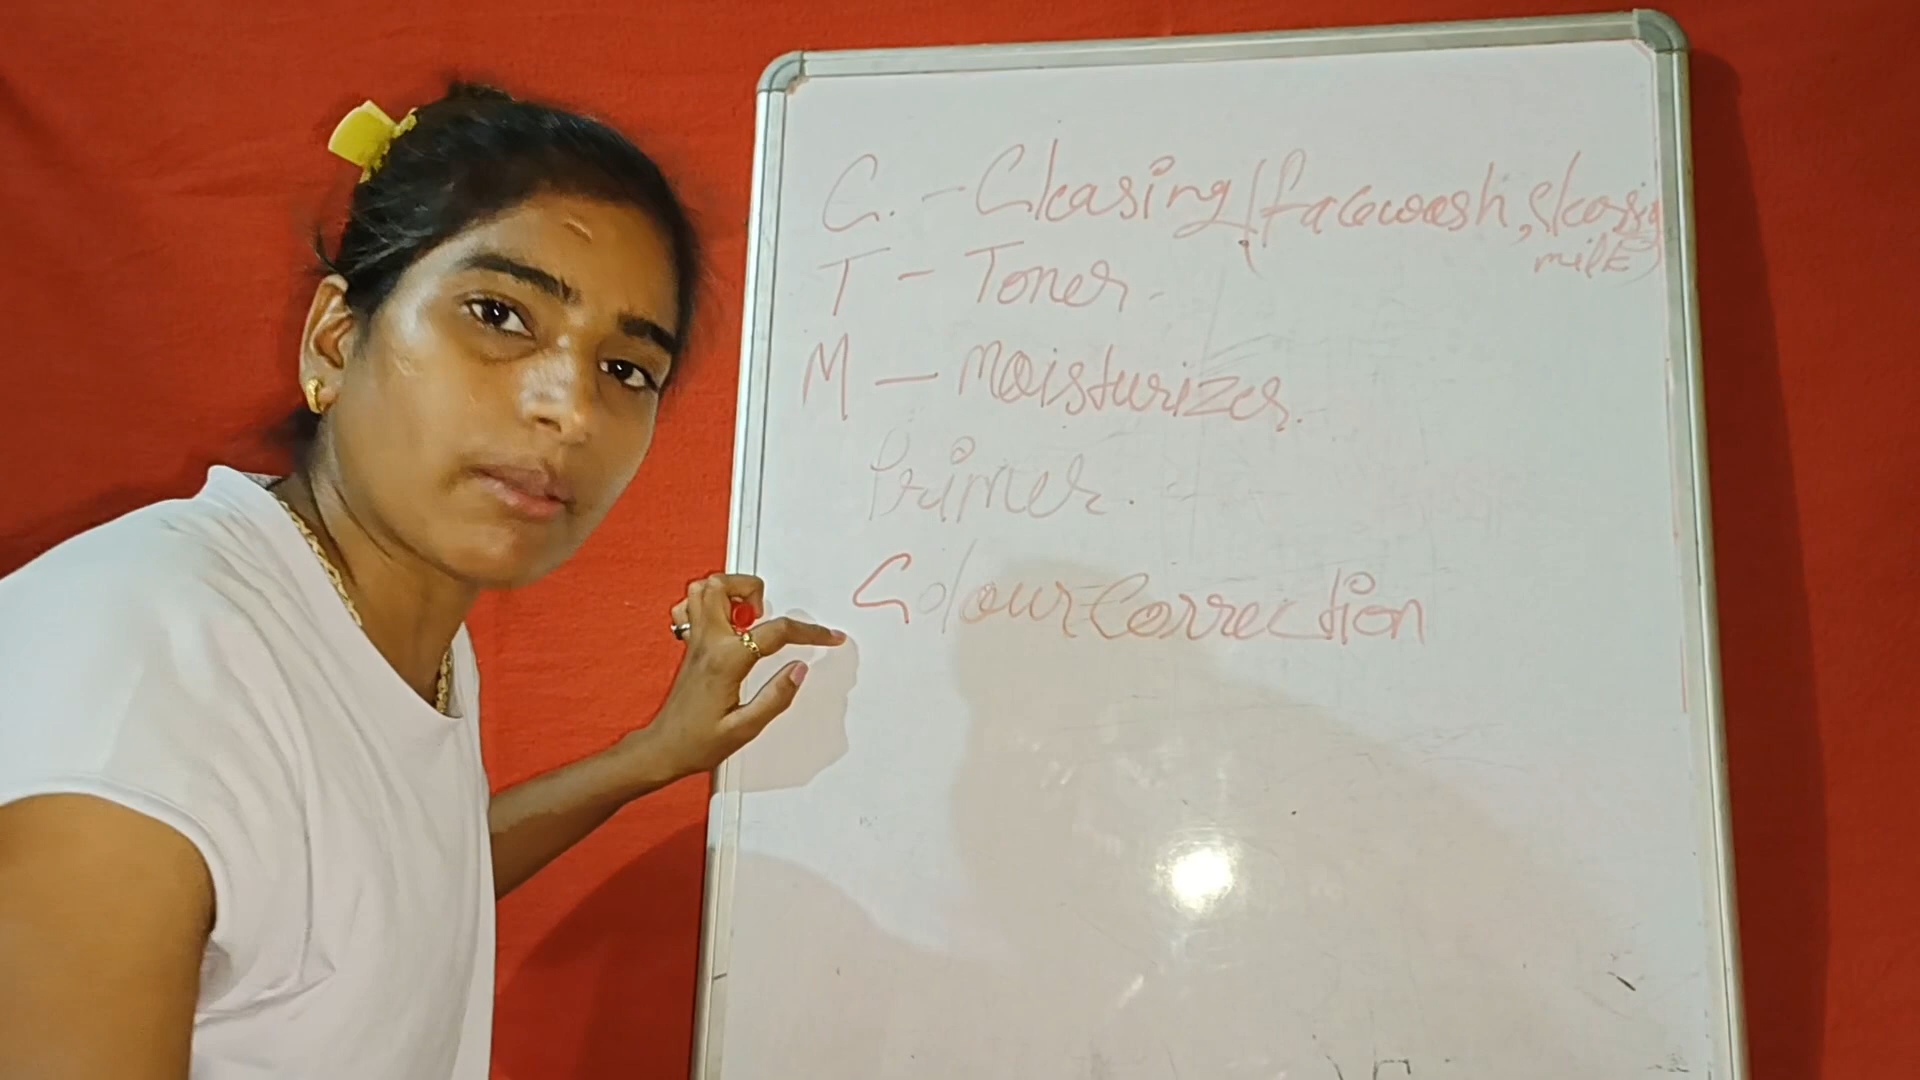 C. - Cleasing (facewash, cleasing
milk)
T - Toner.
M - Moisturizer.
Primer.
Colour Correction